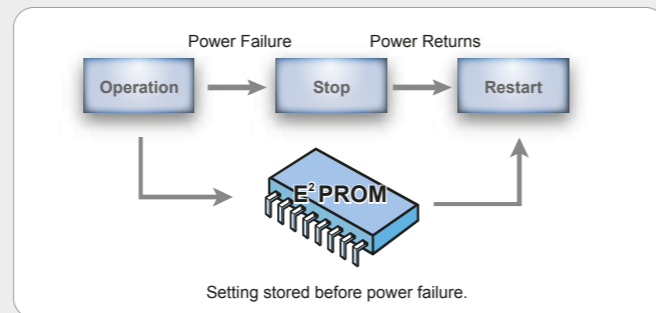 Power Failure
Power Returns
Operation
Stop
Restart
E² PROM
Setting stored before power failure.